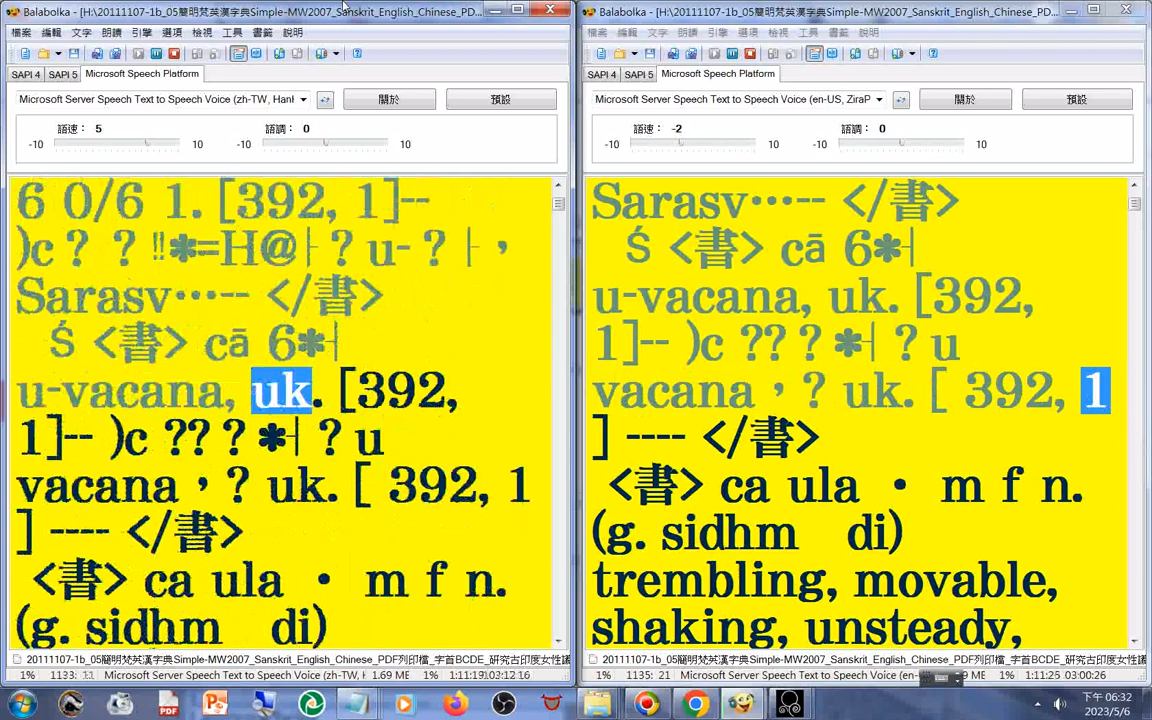 Balabolka - [H:\20111107-1b_05簡明梵英漢字典Simple-MW2007_Sanskrit_English_Chinese_PD...
檔案 編輯 文字 朗讀 引擎 選項 檢視 工具 書籤 說明
SAPI 4 SAPI 5 Microsoft Speech Platform
Microsoft Server Speech Text to Speech Voice (zh-TW, Hanl
關於 預設
語速： 5 語調： 0
-10 10 -10 10
6 0/6 1. [392, 1]--
)c ? ? !!*=H@├ ? u- ? ├ ,
Sarasv…-- </書>
Ś <書> cā 6*┤
u-vacana, uk. [392,
1]-- )c ?? ? *┤ ? u
vacana , ? uk. [ 392, 1
] ---- </書>
<書> ca ula ・ m f n.
(g. sidhm di)
20111107-1b_05簡明梵英漢字典Simple-MW2007_Sanskrit_English_Chinese_PDF列印檔_字首BCDE_研究古印度女性議
1% 1133: Microsoft Speech Platform: Microsoft Server Speech Text to Speech Voice (zh-TW, 1.69 MB 1% 1:11:19 03:12:16
Balabolka - [H:\20111107-1b_05簡明梵英漢字典Simple-MW2007_Sanskrit_English_Chinese_PD...
檔案 編輯 文字 朗讀 引擎 選項 檢視 工具 書籤 說明
SAPI 4 SAPI 5 Microsoft Speech Platform
Microsoft Server Speech Text to Speech Voice (en-US, ZiraP
關於 預設
語速： -2 語調： 0
-10 10 -10 10
Sarasv…-- </書>
Ś <書> cā 6*┤
u-vacana, uk. [392,
1]-- )c ?? ? *┤ ? u
vacana , ? uk. [ 392, 1
] ---- </書>
<書> ca ula ・ m f n.
(g. sidhm di)
trembling, movable,
shaking, unsteady,
20111107-1b_05簡明梵英漢字典Simple-MW2007_Sanskrit_English_Chinese_PDF列印檔_字首BCDE_研究古印度女性議
1% 1135: 21 Microsoft Server Speech Text to Speech Voice (en-US, ME 1% 1:11:25 03:00:26
下午 06:32
2023/5/6